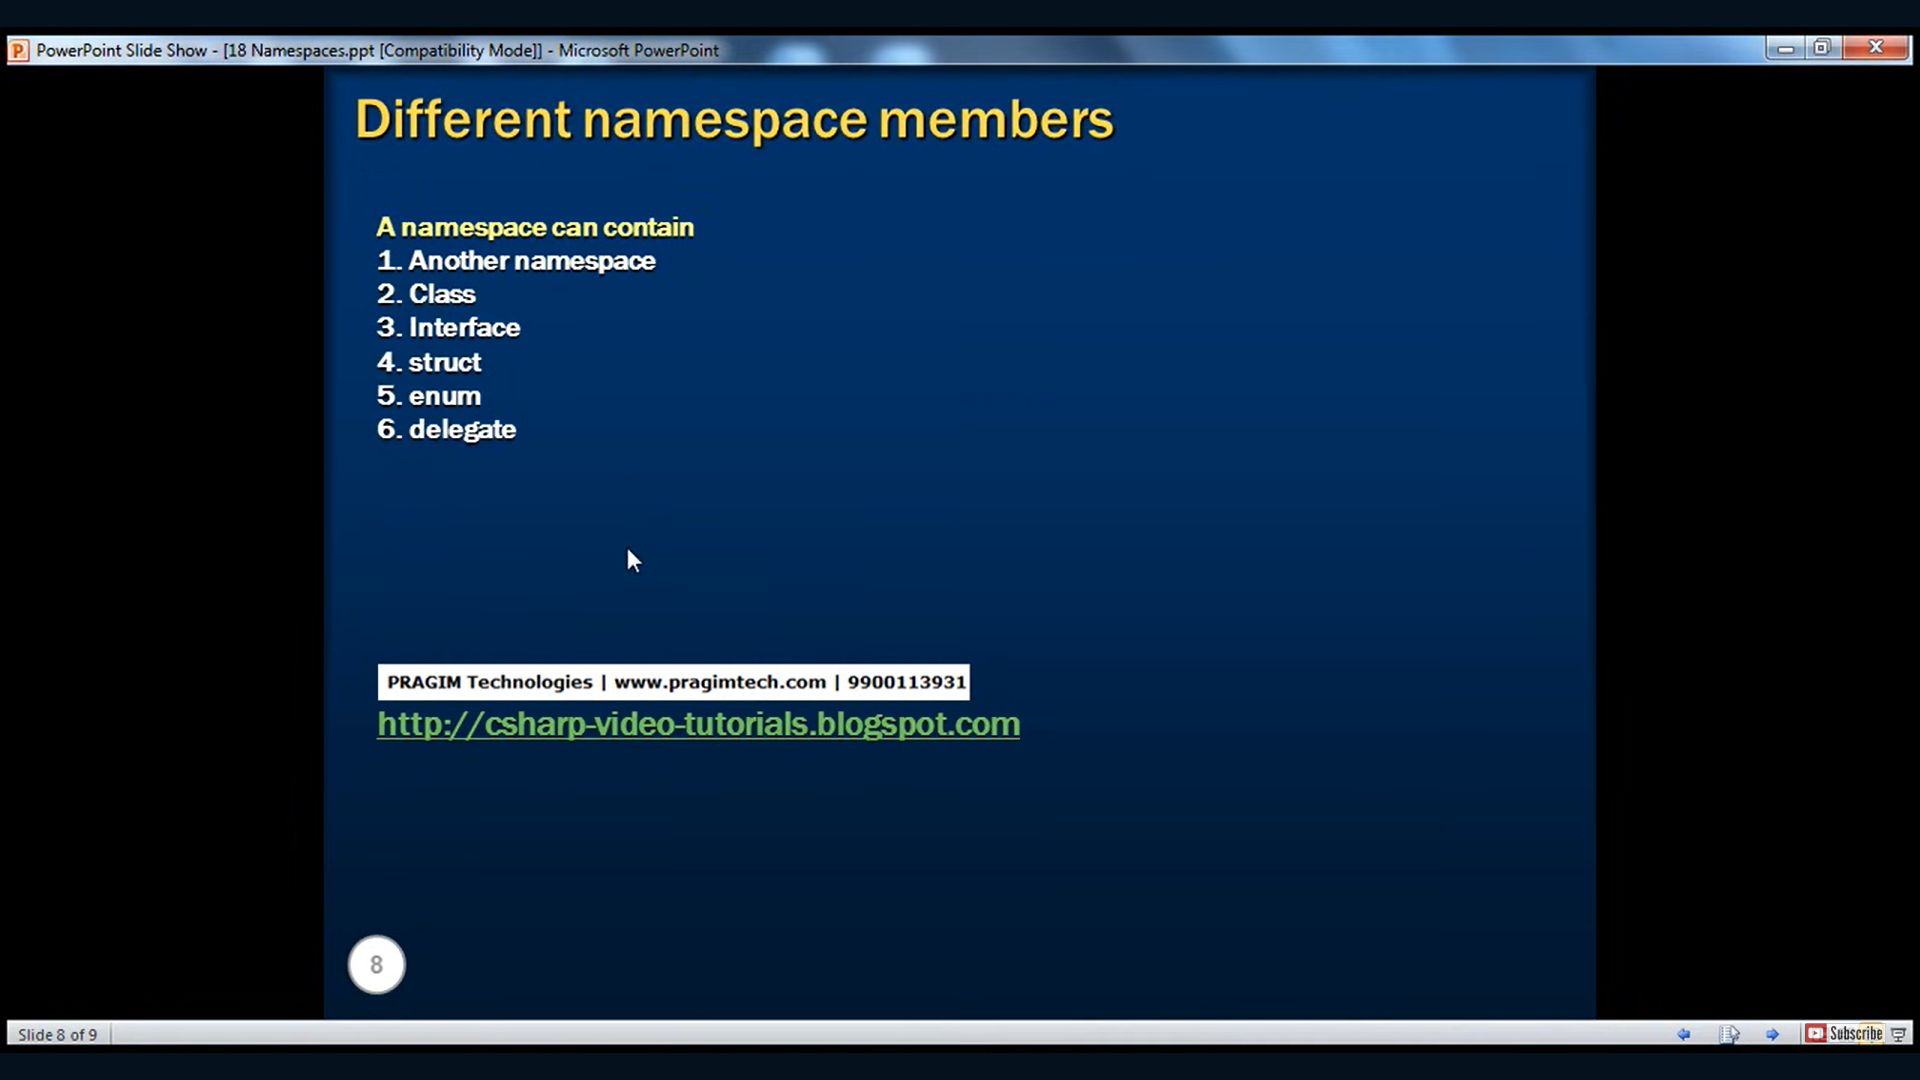 PowerPoint Slide Show - [18 Namespaces.ppt [Compatibility Mode]] - Microsoft PowerPoint
Different namespace members
A namespace can contain
1. Another namespace
2. Class
3. Interface
4. struct
5. enum
6. delegate
PRAGIM Technologies | www.pragimtech.com | 9900113931
http://csharp-video-tutorials.blogspot.com
8
Slide 8 of 9
Subscribe